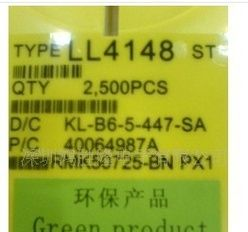 TYPE LL4148 ST
QTY 2,500PCS
D/C KL-B6-5-447-SA
P/C 40064987A
RMK50725-BN PX1
环保产品
Green product